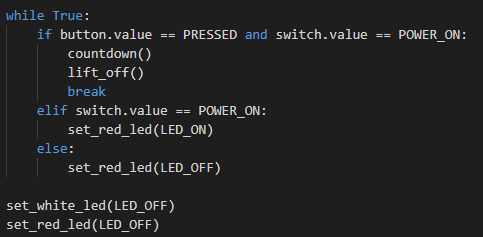 while True:
    if button.value == PRESSED and switch.value == POWER_ON:
        countdown()
        lift_off()
        break
    elif switch.value == POWER_ON:
        set_red_led(LED_ON)
    else:
        set_red_led(LED_OFF)

set_white_led(LED_OFF)
set_red_led(LED_OFF)